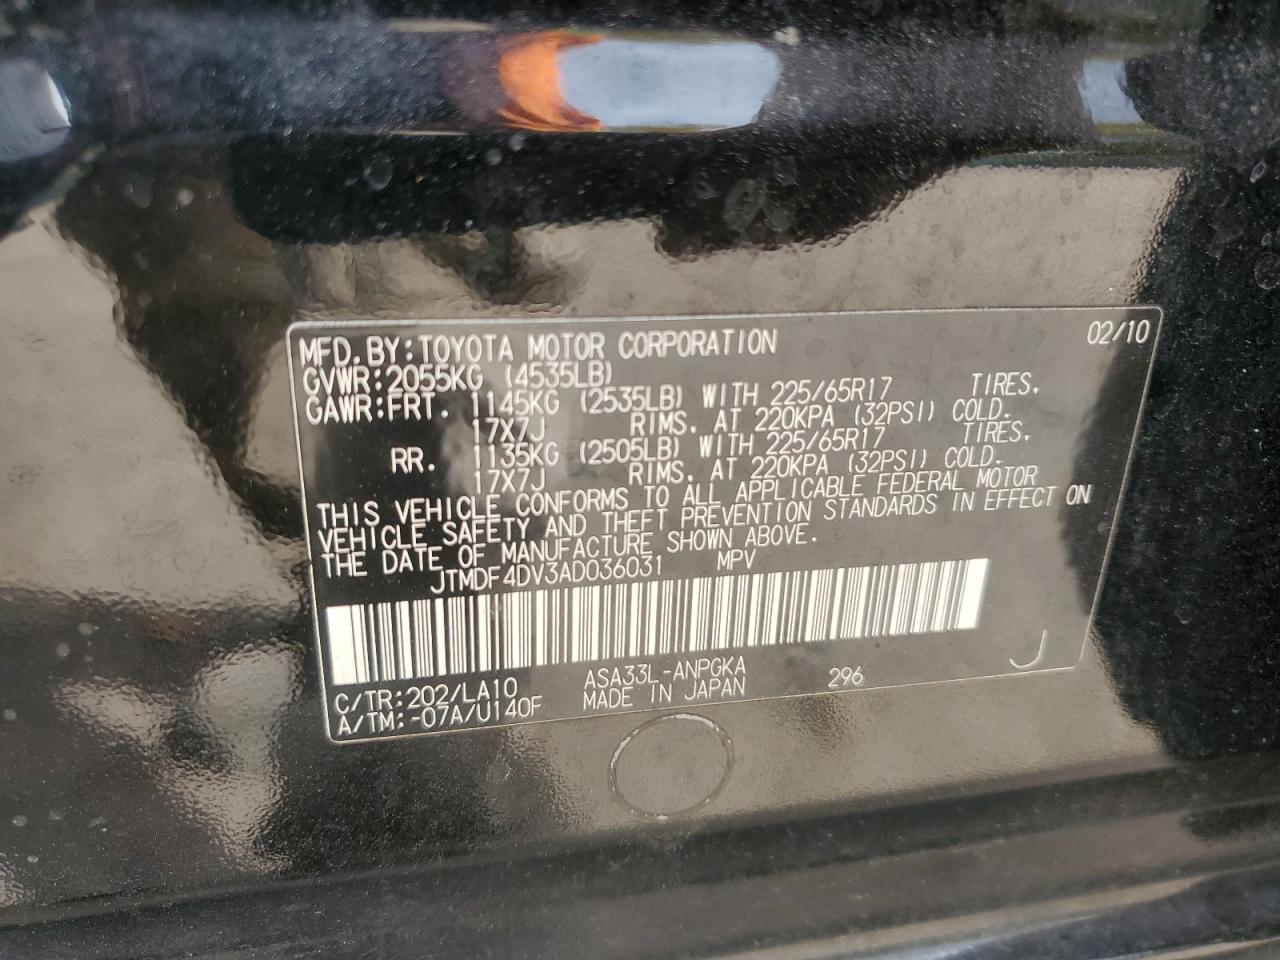 MFD. BY: TOYOTA MOTOR CORPORATION 02/10
GVWR: 2055KG (4535LB)
GAWR: FRT. 1145KG (2535LB) WITH 225/65R17 TIRES.
17X7J RIMS. AT 220KPA (32PSI) COLD.
RR. 1135KG (2505LB) WITH 225/65R17 TIRES.
17X7J RIMS. AT 220KPA (32PSI) COLD.
THIS VEHICLE CONFORMS TO ALL APPLICABLE FEDERAL MOTOR
VEHICLE SAFETY AND THEFT PREVENTION STANDARDS IN EFFECT ON
THE DATE OF MANUFACTURE SHOWN ABOVE.
JTMDF4DV3AD036031 MPV
C/TR: 202/LA10 ASA33L-ANPGKA 296 J
A/TM: -07A/U140F MADE IN JAPAN